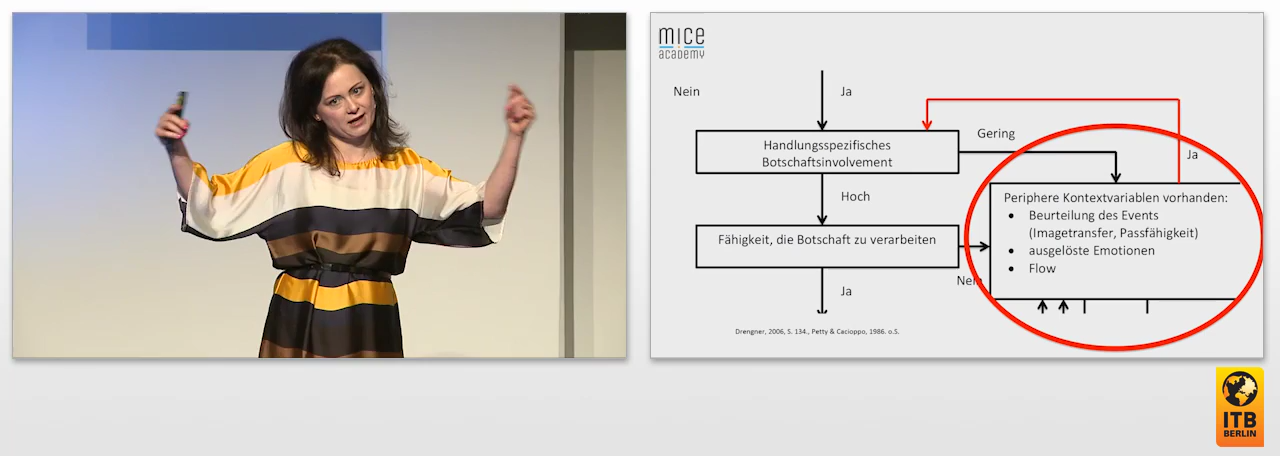 mice
academy
Nein
Ja
Gering
Ja
Handlungsspezifisches
Botschaftsinvolvement
Hoch
Periphere Kontextvariablen vorhanden:
• Beurteilung des Events
(Imagetransfer, Passfähigkeit)
• ausgelöste Emotionen
• Flow
Fähigkeit, die Botschaft zu verarbeiten
Nein
Ja
Drengner, 2006, S. 134., Petty & Cacioppo, 1986. o.S.
ITB
BERLIN